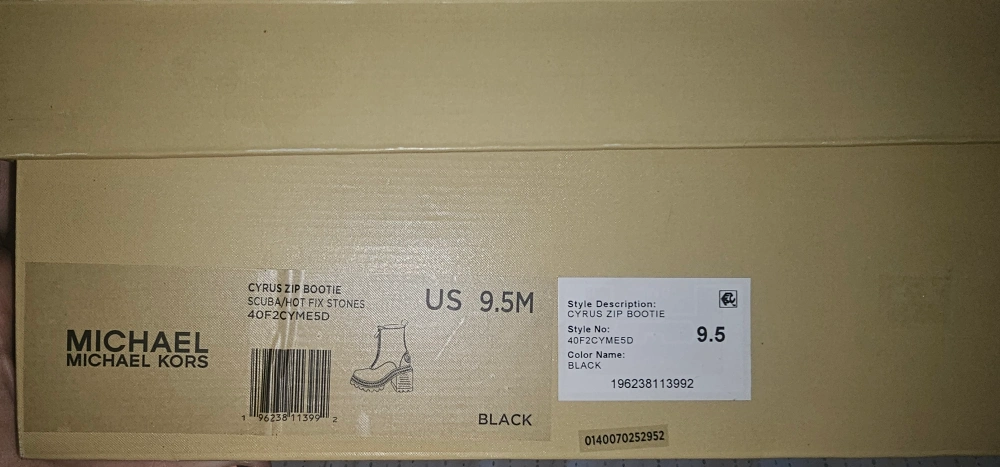 CYRUS ZIP BOOTIE
SCUBA/HOT FIX STONES
40F2CYME5D
US 9.5M
MICHAEL
MICHAEL KORS
1 96238 11399 2
BLACK
Style Description:
CYRUS ZIP BOOTIE
Style No:
40F2CYME5D
9.5
Color Name:
BLACK
196238113992
0140070252952